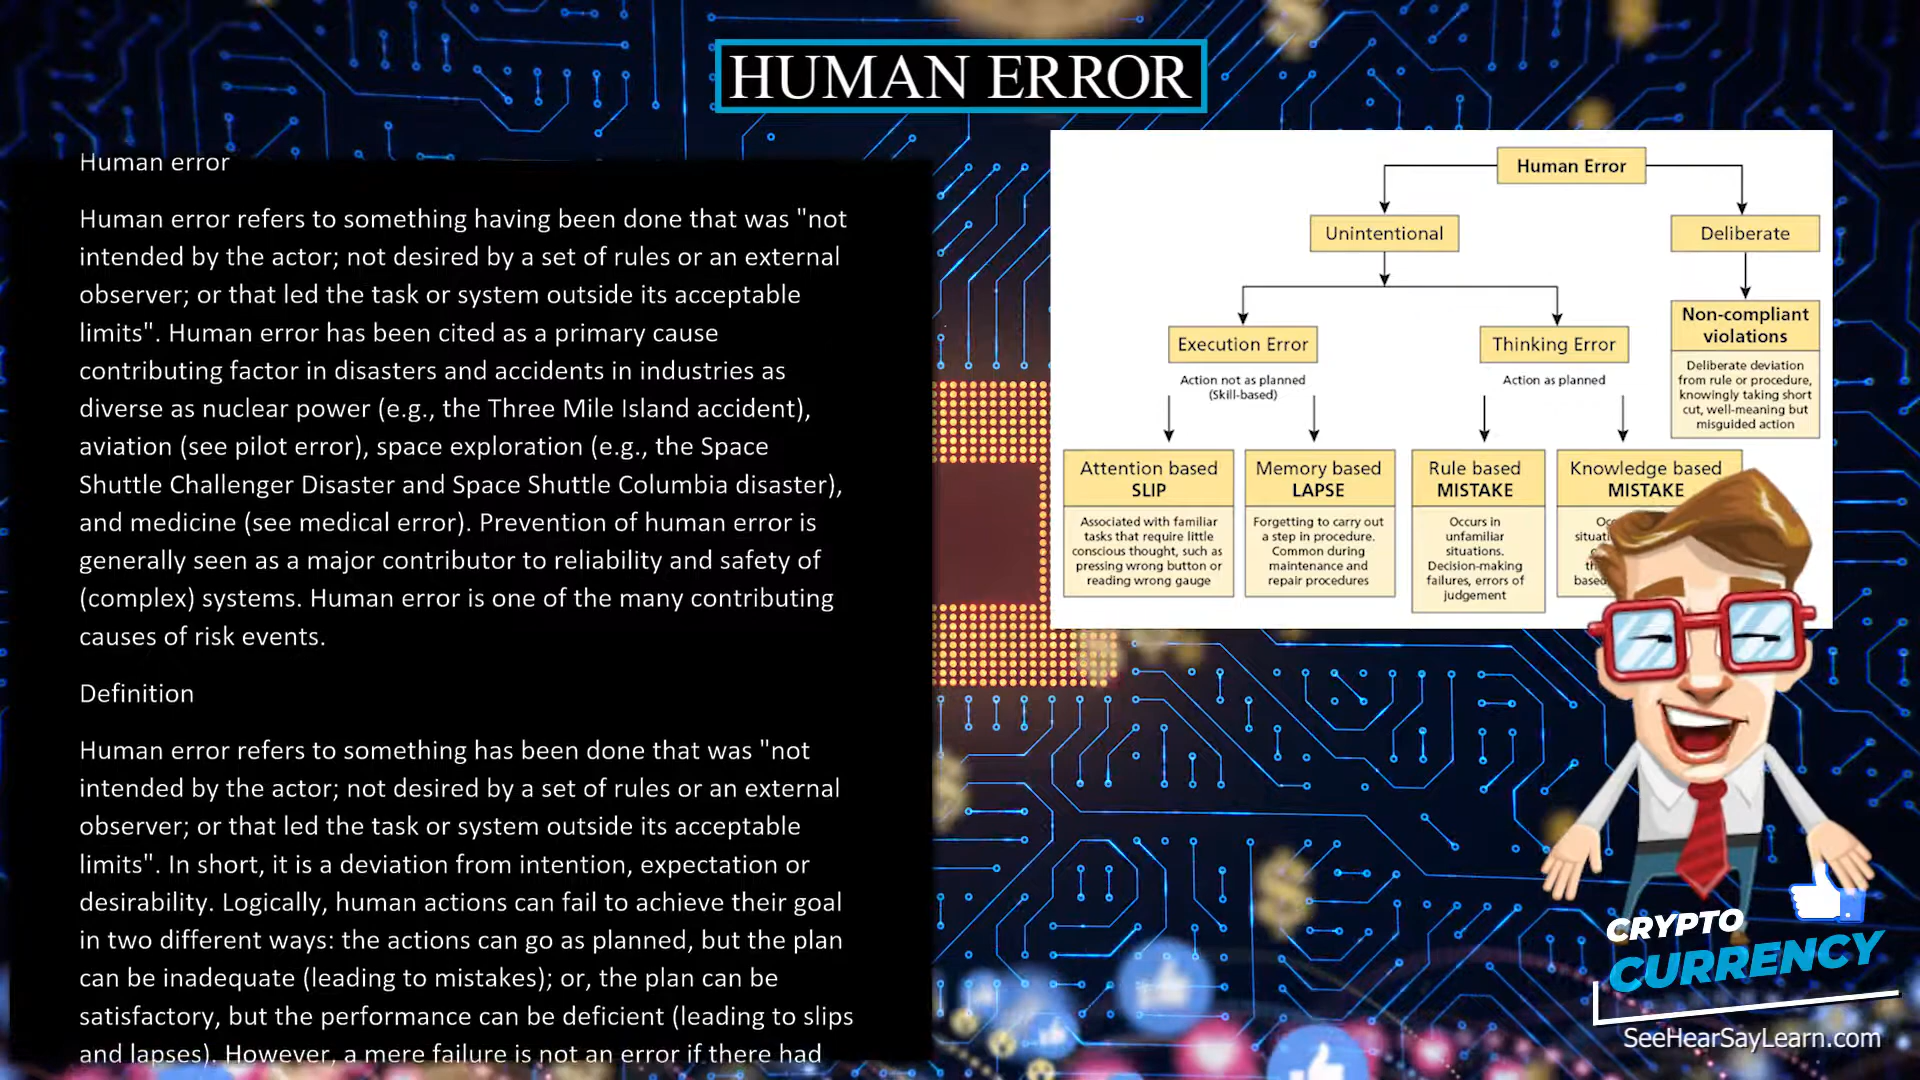 HUMAN ERROR
Human error
Human error refers to something having been done that was "not
intended by the actor; not desired by a set of rules or an external
observer; or that led the task or system outside its acceptable
limits". Human error has been cited as a primary cause
contributing factor in disasters and accidents in industries as
diverse as nuclear power (e.g., the Three Mile Island accident),
aviation (see pilot error), space exploration (e.g., the Space
Shuttle Challenger Disaster and Space Shuttle Columbia disaster),
and medicine (see medical error). Prevention of human error is
generally seen as a major contributor to reliability and safety of
(complex) systems. Human error is one of the many contributing
causes of risk events.
Definition
Human error refers to something has been done that was "not
intended by the actor; not desired by a set of rules or an external
observer; or that led the task or system outside its acceptable
limits". In short, it is a deviation from intention, expectation or
desirability. Logically, human actions can fail to achieve their goal
in two different ways: the actions can go as planned, but the plan
can be inadequate (leading to mistakes); or, the plan can be
satisfactory, but the performance can be deficient (leading to slips
and lapses). However, a mere failure is not an error if there had
Human Error
Unintentional
Deliberate
Non-compliant
violations
Deliberate deviation
from rule or procedure,
knowingly taking short
cut, well-meaning but
misguided action
Execution Error
Action not as planned
(Skill-based)
Thinking Error
Action as planned
Attention based
SLIP
Associated with familiar
tasks that require little
conscious thought, such as
pressing wrong button or
reading wrong gauge
Memory based
LAPSE
Forgetting to carry out
a step in procedure.
Common during
maintenance and
repair procedures
Rule based
MISTAKE
Occurs in
unfamiliar
situations.
Decision-making
failures, errors of
judgement
Knowledge based
MISTAKE
CRYPTO
CURRENCY
SeeHearSayLearn.com